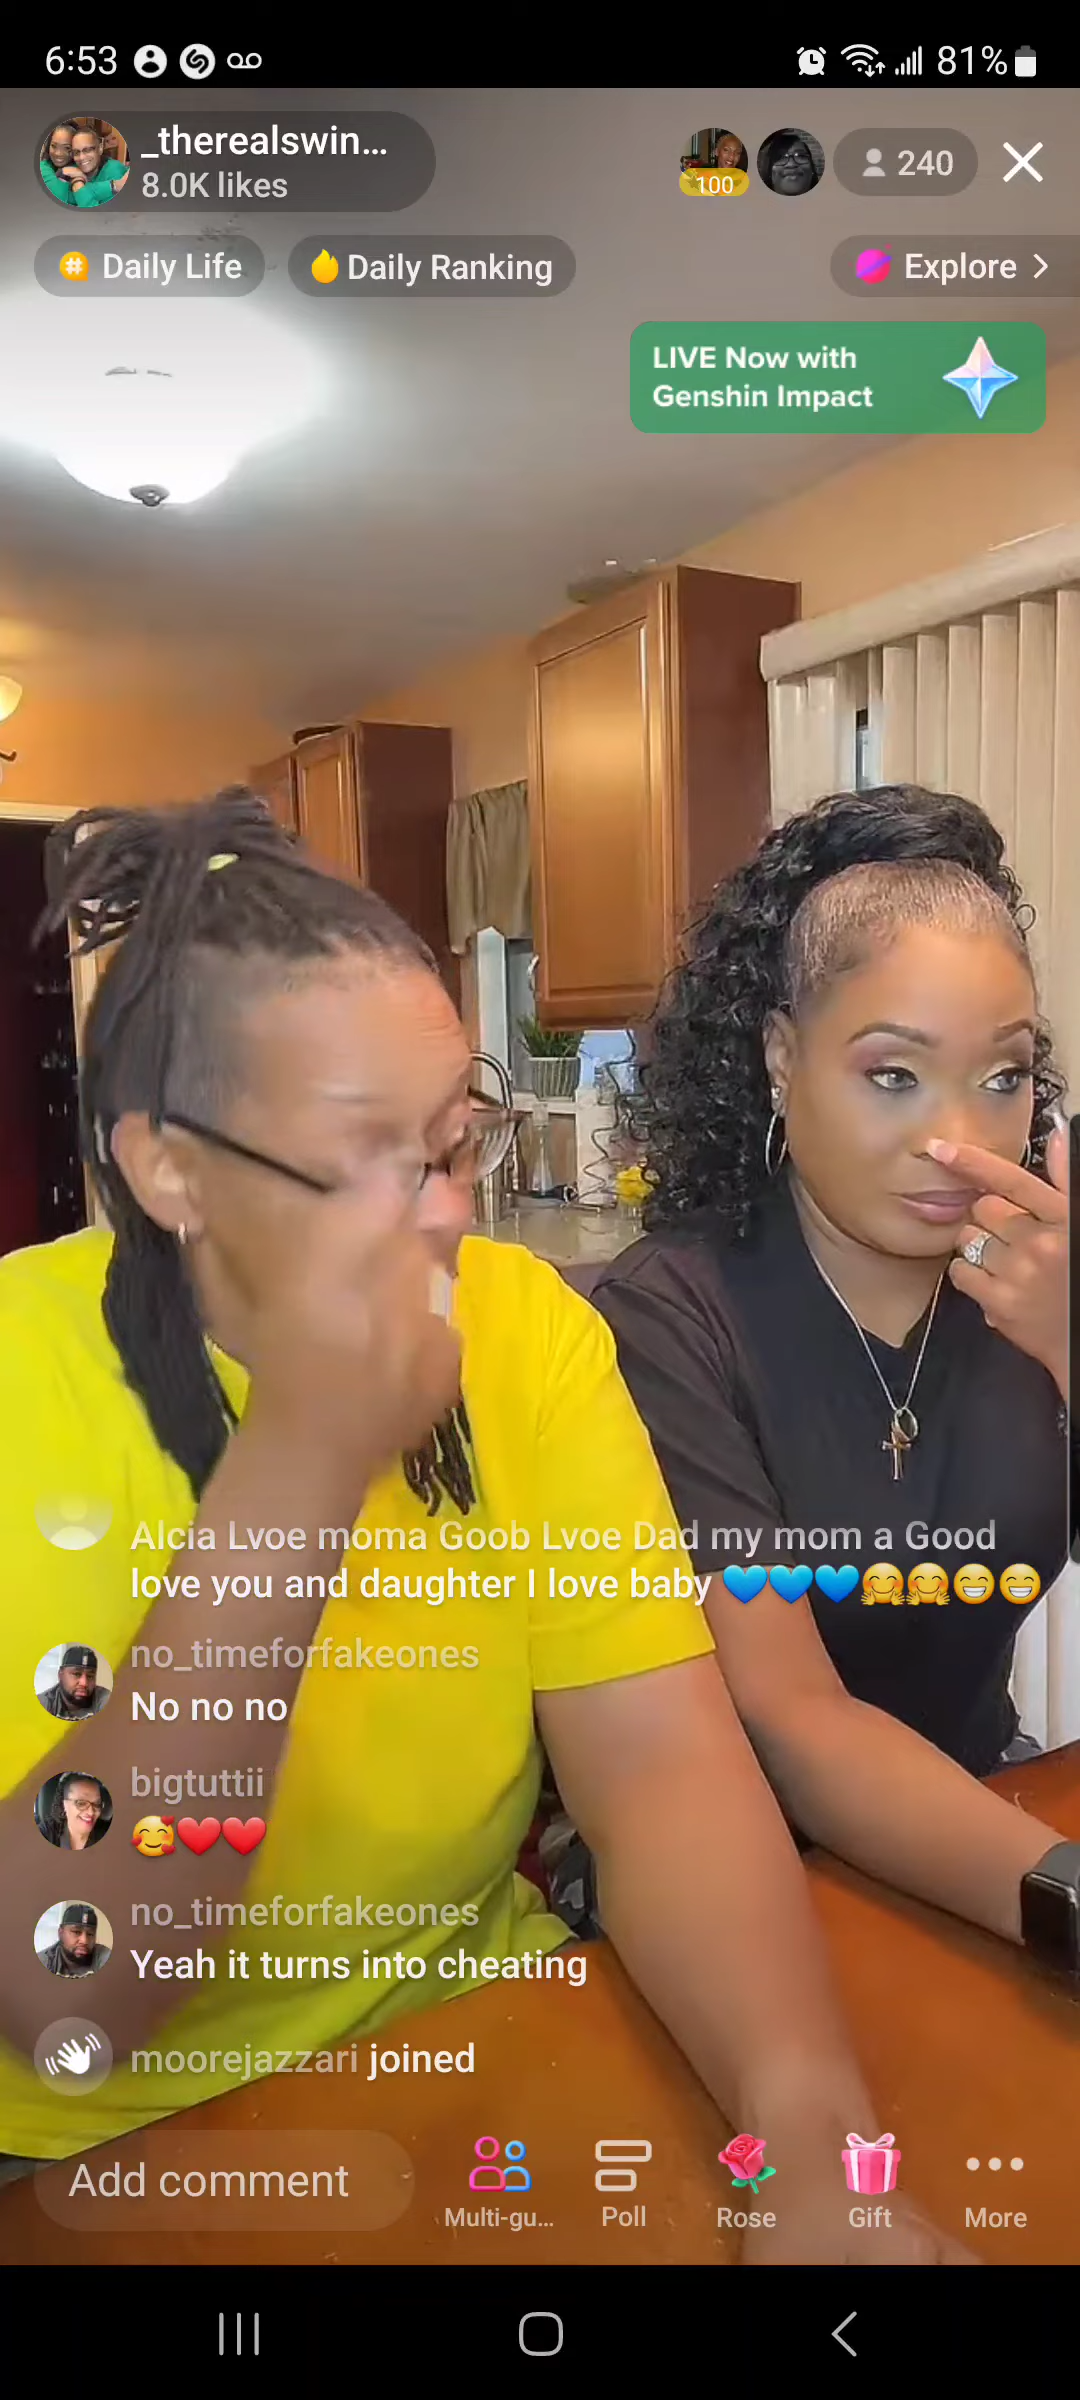 6:53
81%
_therealswin...
8.0K likes
100
240
Daily Life
Daily Ranking
Explore >
LIVE Now with
Genshin Impact
Alcia Lvoe moma Goob Lvoe Dad my mom a Good
love you and daughter I love baby 💙💙💙🤗🤗😁😁
no_timeforfakeones
No no no
bigtuttii
🥰❤️❤️
no_timeforfakeones
Yeah it turns into cheating
moorejazzari joined
Add comment
Multi-gu...
Poll
Rose
Gift
More